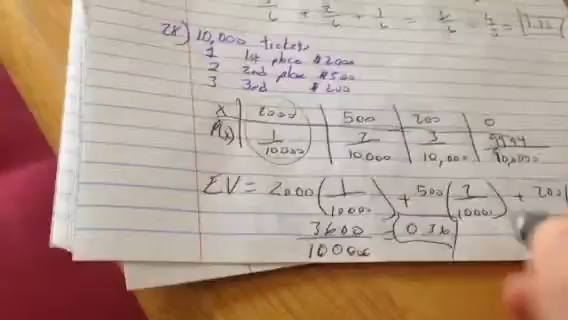 28) 10,000 tickets
1 1st place $2000
2 2nd place $500
3 3rd $200
X 2000 500 200 0
P(x) 1/10000 2/10,000 3/10,000 9994/10,000
EV = 2000(1/10000) + 500(2/10000) + 200(
3600/10000 = 0.36